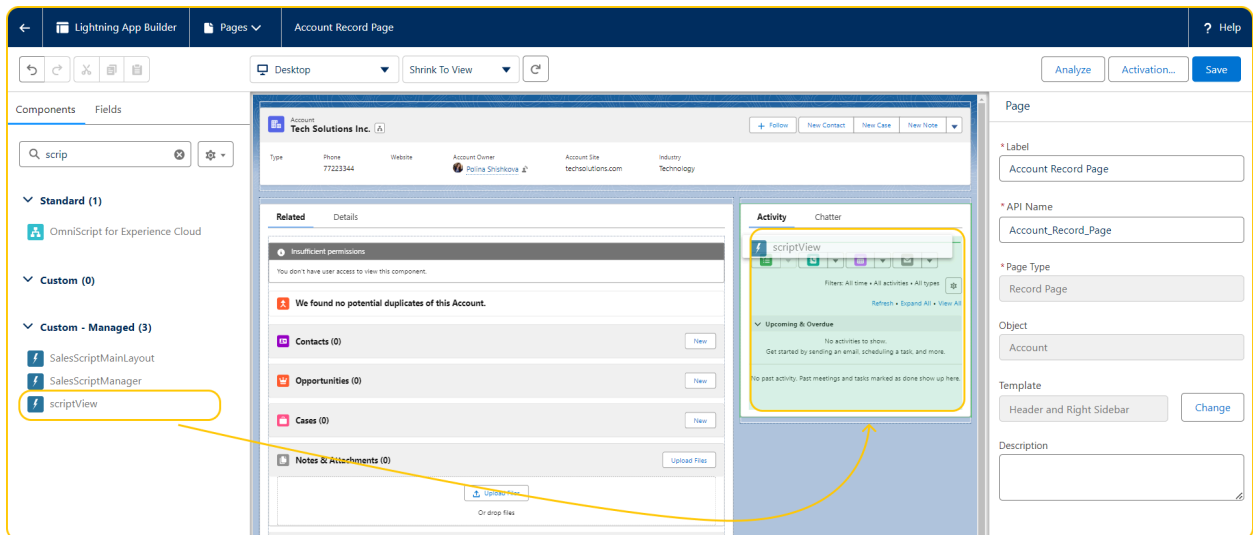 Lightning App Builder
Pages
Account Record Page
? Help
Desktop
Shrink To View
Analyze
Activation...
Save
Components
Fields
scrip
Standard (1)
OmniScript for Experience Cloud
Custom (0)
Custom - Managed (3)
SalesScriptMainLayout
SalesScriptManager
scriptView
Account
Tech Solutions Inc.
+ Follow
New Contact
New Case
New Note
Type
Phone
Website
Account Owner
Account Site
Industry
77223344
Polina Shishkova
techsolutions.com
Technology
Related
Details
Insufficient permissions
You don't have user access to view this component.
We found no potential duplicates of this Account.
Contacts (0)
New
Opportunities (0)
New
Cases (0)
New
Notes & Attachments (0)
Upload Files
Upload Files
Or drop files
Activity
Chatter
scriptView
Filters: All time • All activities • All types
Refresh • Expand All • View All
Upcoming & Overdue
No activities to show.
Get started by sending an email, scheduling a task, and more.
No past activity. Past meetings and tasks marked as done show up here.
Page
* Label
Account Record Page
* API Name
Account_Record_Page
* Page Type
Record Page
Object
Account
Template
Header and Right Sidebar
Change
Description